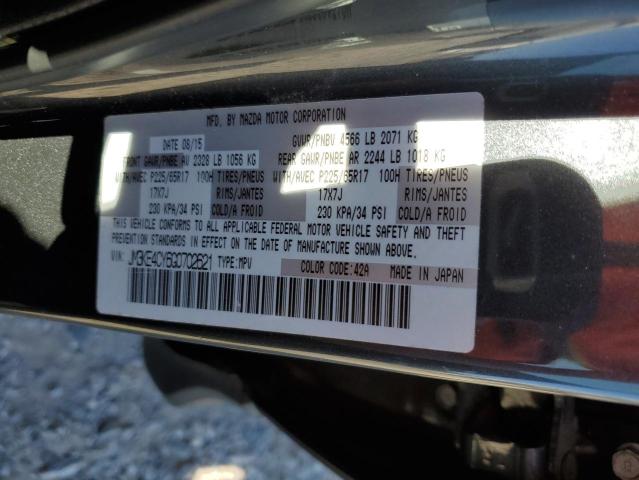 MFD. BY MAZDA MOTOR CORPORATION
DATE 08/15 GVWR/PNBV 4566 LB 2071 KG
FRONT GAWR/PNBE AV 2328 LB 1056 KG REAR GAWR/PNBE AR 2244 LB 1018 KG
WITH/AVEC P225/65R17 100H TIRES/PNEUS WITH/AVEC P225/65R17 100H TIRES/PNEUS
17X7J RIMS/JANTES 17X7J RIMS/JANTES
230 KPA/34 PSI COLD/A FROID 230 KPA/34 PSI COLD/A FROID
THIS VEHICLE CONFORMS TO ALL APPLICABLE FEDERAL MOTOR VEHICLE SAFETY AND THEFT
PREVENTION STANDARDS IN EFFECT ON THE DATE OF MANUFACTURE SHOWN ABOVE.
VIN: JM3KE4CY6G0702521 TYPE:MPV COLOR CODE:42A MADE IN JAPAN